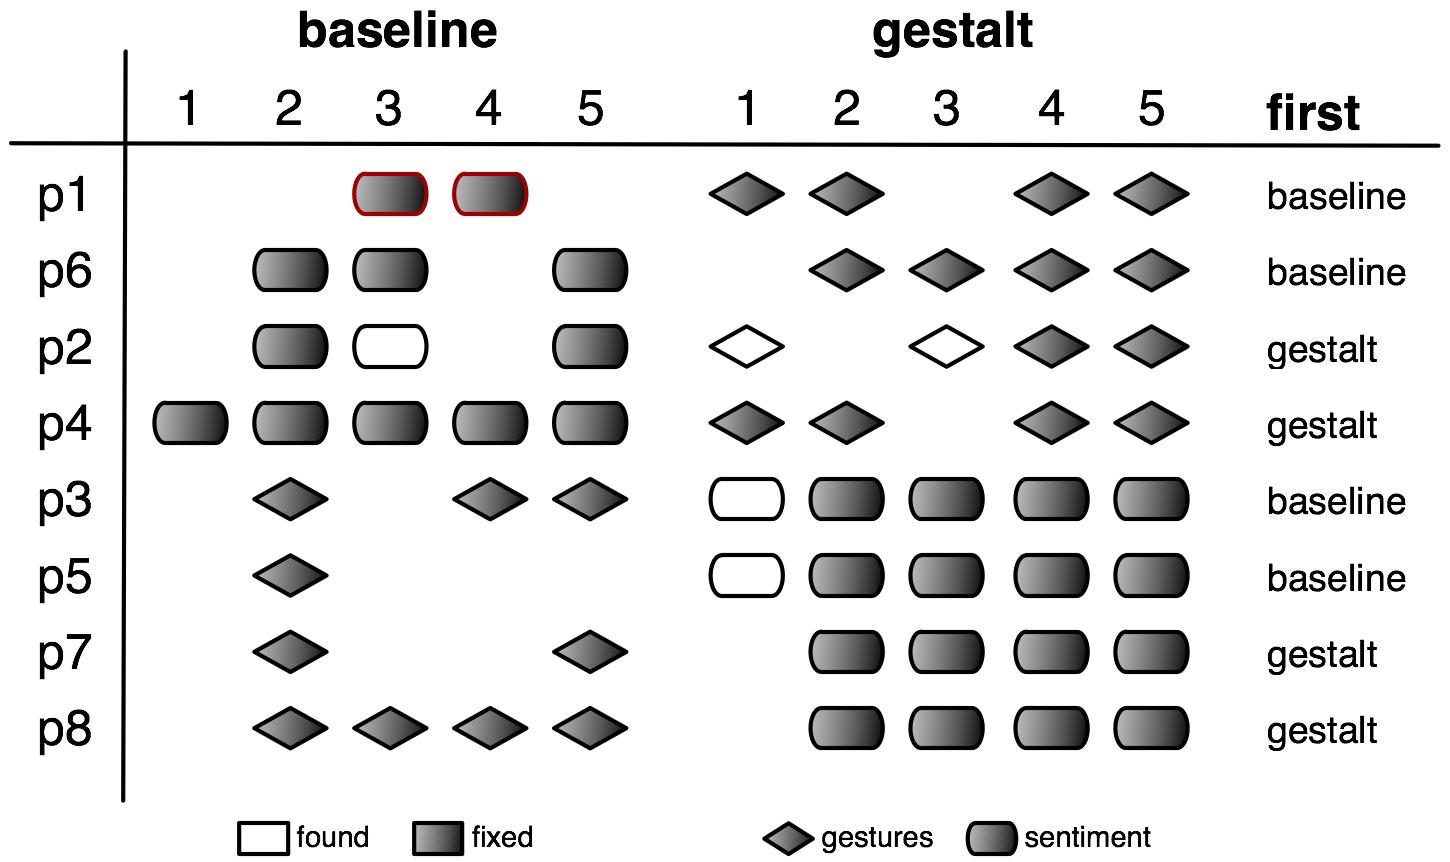 baseline gestalt
1 2 3 4 5 1 2 3 4 5 first
p1 baseline
p6 baseline
p2 gestalt
p4 gestalt
p3 baseline
p5 baseline
p7 gestalt
p8 gestalt
found fixed gestures sentiment